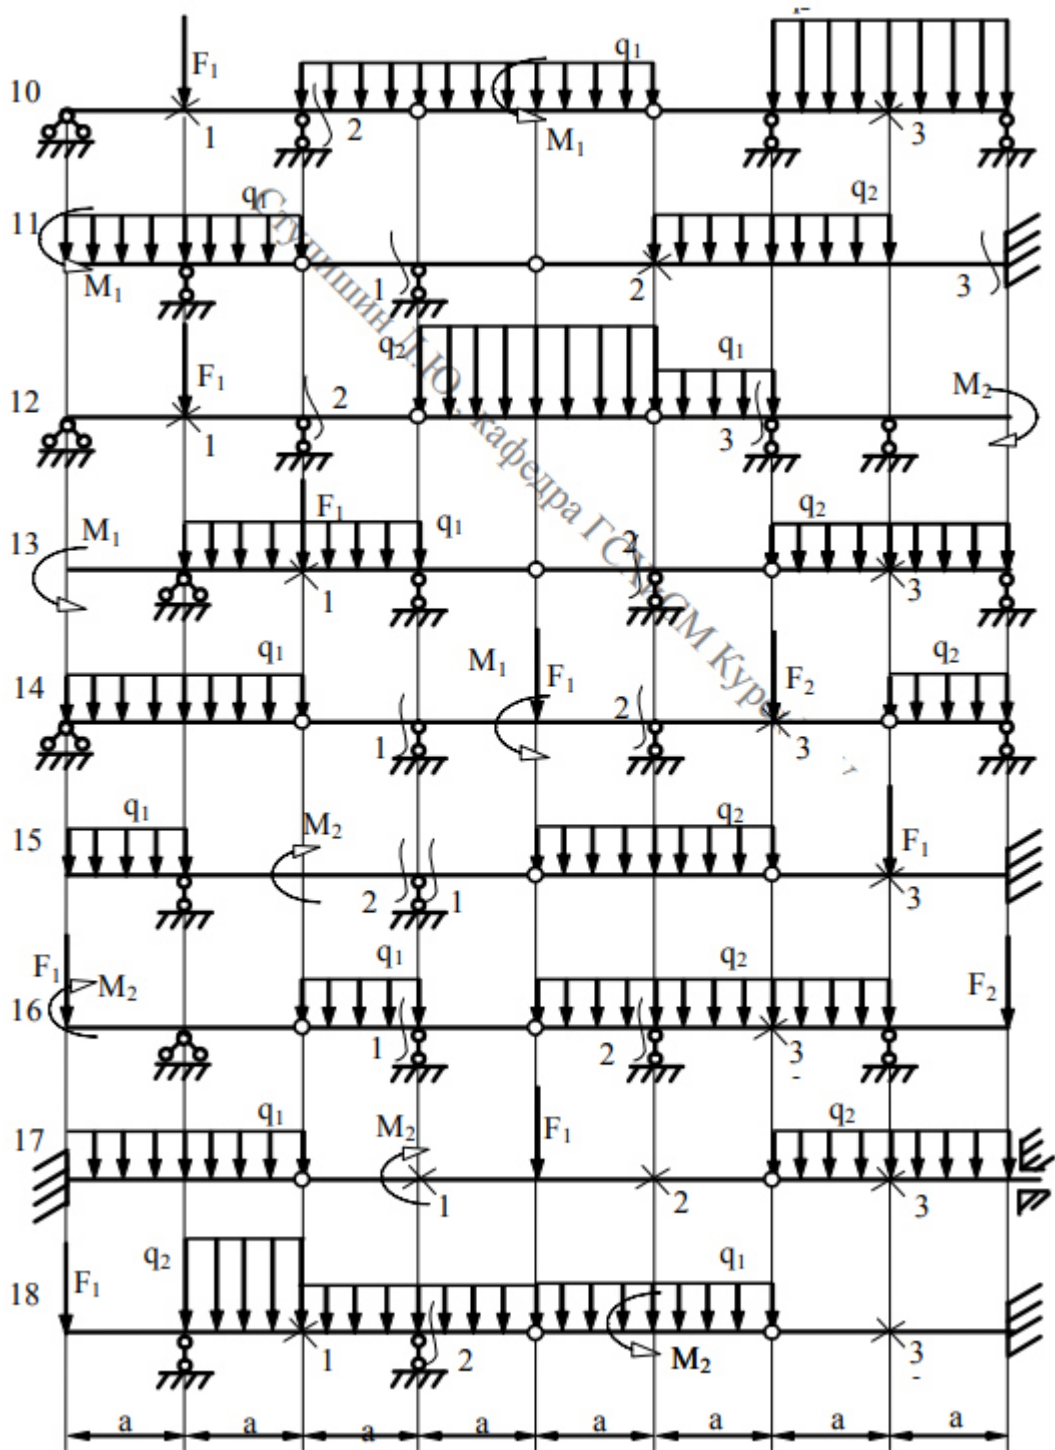 10 F₁ 1 2 q₁ M₁ 3
11 M₁ q₁ 1 2 q₂ 3
12 F₁ 1 2 q₂ q₁ 3 M₂
13 M₁ F₁ 1 q₁ 2 q₂ 3
14 q₁ 1 M₁ F₁ 2 F₂ 3 q₂
15 q₁ M₂ 2 1 q₂ F₁ 3
16 F₁ M₂ q₁ 1 2 q₂ 3 F₂
17 q₁ M₂ 1 F₁ 2 q₂ 3
18 F₁ q₂ 1 2 q₁ M₂ 3
a a a a a a a a
Ступишин Л.Ю., кафедра